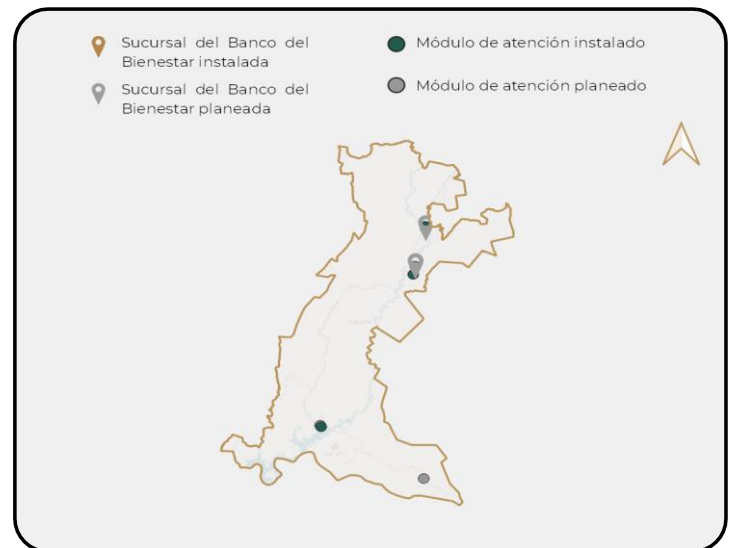 Sucursal del Banco del
Bienestar instalada
Sucursal del Banco del
Bienestar planeada
Módulo de atención instalado
Módulo de atención planeado